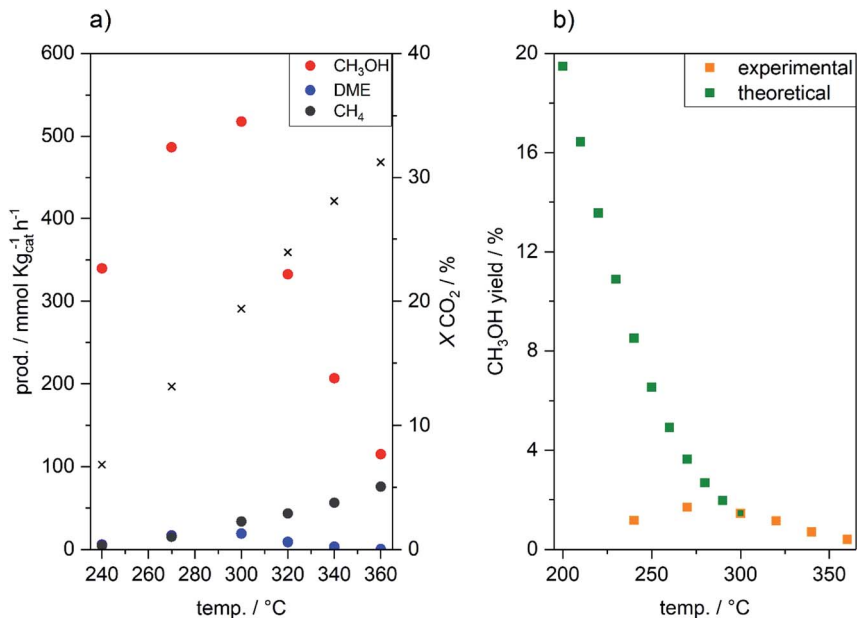 a)
prod. / mmol Kg⁻¹cat h⁻¹
600
500
400
300
200
100
0
CH₃OH
DME
CH₄
40
30
20
10
0
X CO₂ / %
240 260 280 300 320 340 360
temp. / °C
b)
CH₃OH yield / %
20
16
12
8
4
0
experimental
theoretical
200 250 300 350
temp. / °C